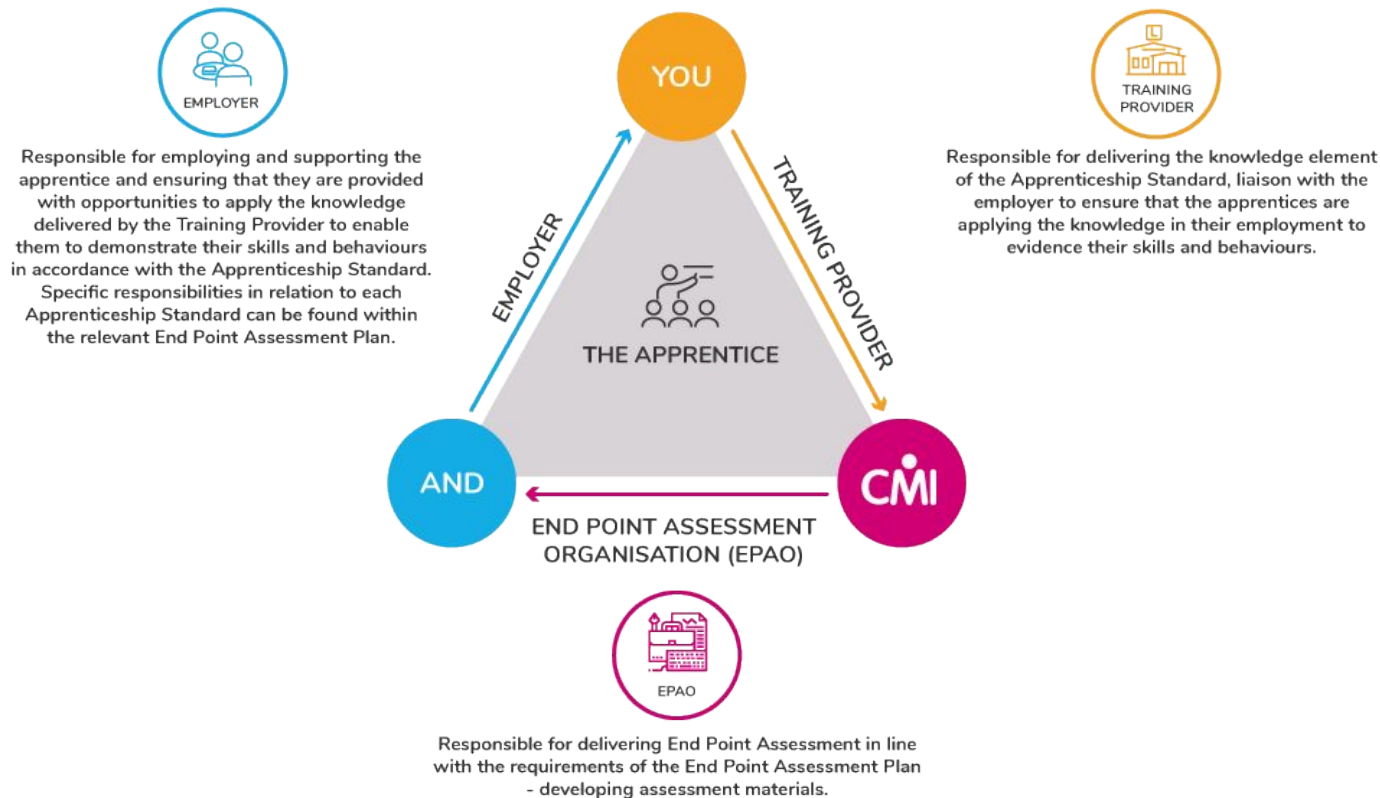 YOU
EMPLOYER
Responsible for employing and supporting the
apprentice and ensuring that they are provided
with opportunities to apply the knowledge
delivered by the Training Provider to enable
them to demonstrate their skills and behaviours
in accordance with the Apprenticeship Standard.
Specific responsibilities in relation to each
Apprenticeship Standard can be found within
the relevant End Point Assessment Plan.
L
TRAINING
PROVIDER
Responsible for delivering the knowledge element
of the Apprenticeship Standard, liaison with the
employer to ensure that the apprentices are
applying the knowledge in their employment to
evidence their skills and behaviours.
EMPLOYER
TRAINING PROVIDER
THE APPRENTICE
AND
CMI
END POINT ASSESSMENT
ORGANISATION (EPAO)
EPAO
Responsible for delivering End Point Assessment in line
with the requirements of the End Point Assessment Plan
- developing assessment materials.